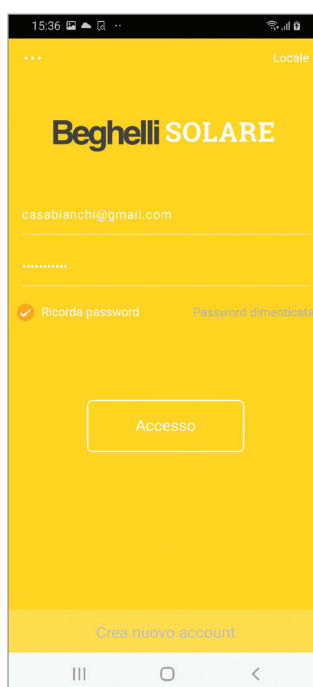 15:36
Locale
Beghelli SOLARE
casabianchi@gmail.com
...........
Ricorda password Password dimenticata
Accesso
Crea nuovo account